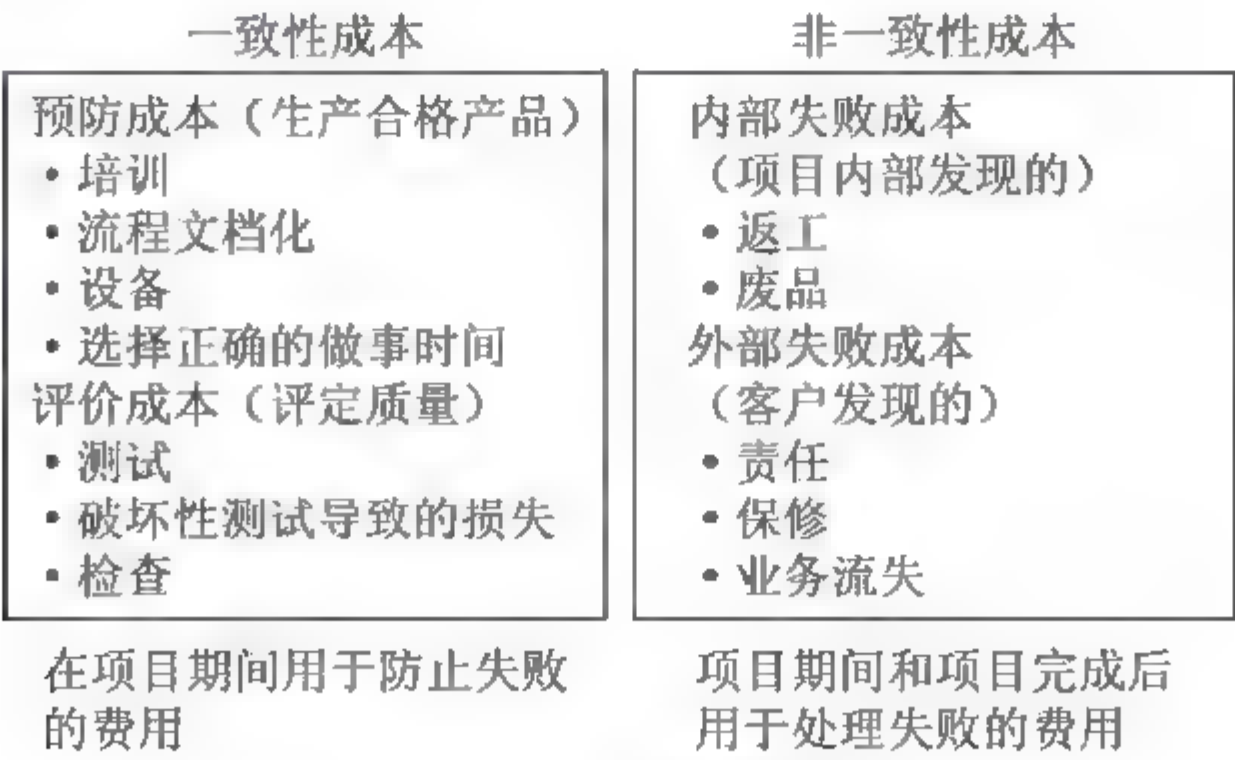 一致性成本
预防成本（生产合格产品）
• 培训
• 流程文档化
• 设备
• 选择正确的做事时间
评价成本（评定质量）
• 测试
• 破坏性测试导致的损失
• 检查
在项目期间用于防止失败
的费用
非一致性成本
内部失败成本
（项目内部发现的）
• 返工
• 废品
外部失败成本
（客户发现的）
• 责任
• 保修
• 业务流失
项目期间和项目完成后
用于处理失败的费用